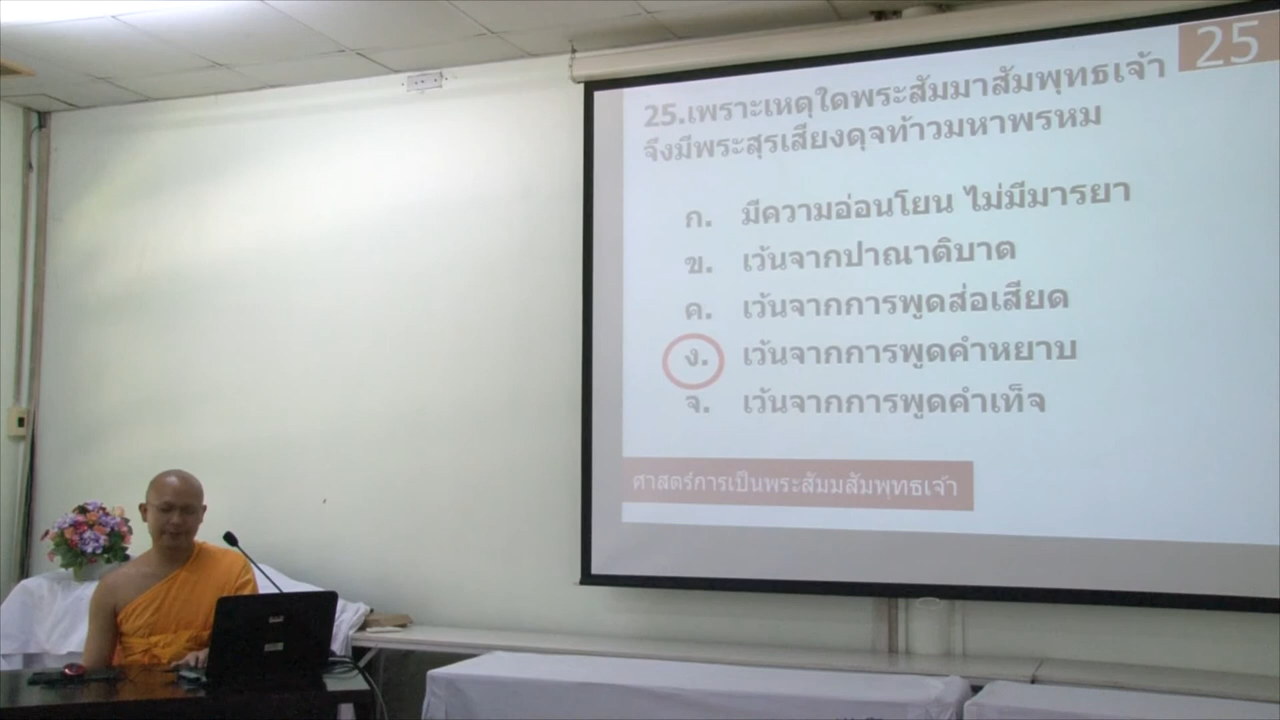 25
25.เพราะเหตุใดพระสัมมาสัมพุทธเจ้า
จึงมีพระสุรเสียงดุจท้าวมหาพรหม
ก. มีความอ่อนโยน ไม่มีมารยา
ข. เว้นจากปาณาติบาต
ค. เว้นจากการพูดส่อเสียด
ง. เว้นจากการพูดคำหยาบ
จ. เว้นจากการพูดคำเท็จ
ศาสตร์การเป็นพระสัมมสัมพุทธเจ้า